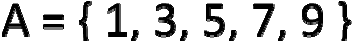 A = { 1, 3, 5, 7, 9 }